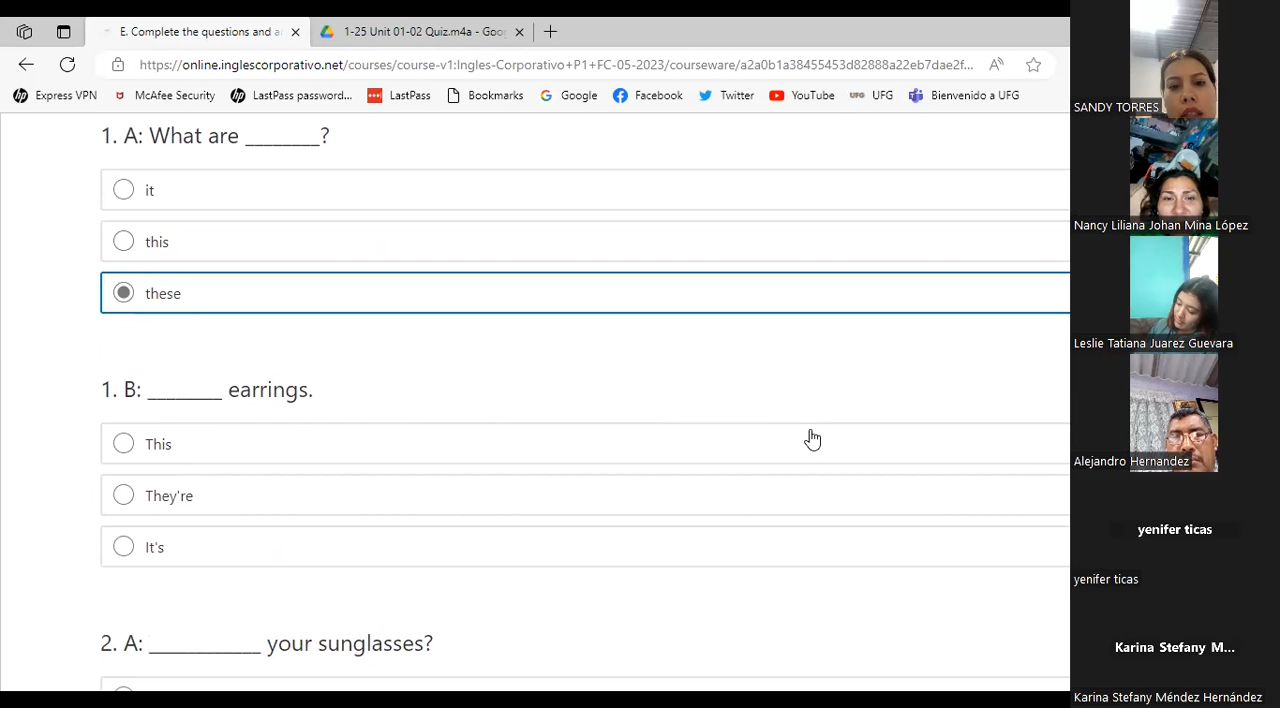 E. Complete the questions and a
1-25 Unit 01-02 Quiz.m4a - Goo
https://online.inglescorporativo.net/courses/course-v1:Ingles-Corporativo+P1+FC-05-2023/courseware/a2a0b1a38455453d82888a22eb7dae2f...
Express VPN
McAfee Security
LastPass password...
LastPass
Bookmarks
Google
Facebook
Twitter
YouTube
UFG
Bienvenido a UFG
1. A: What are ________?
it
this
these
1. B: ________ earrings.
This
They're
It's
2. A: ____________ your sunglasses?
SANDY TORRES
Nancy Liliana Johan Mina López
Leslie Tatiana Juarez Guevara
Alejandro Hernandez
yenifer ticas
yenifer ticas
Karina Stefany M...
Karina Stefany Méndez Hernández